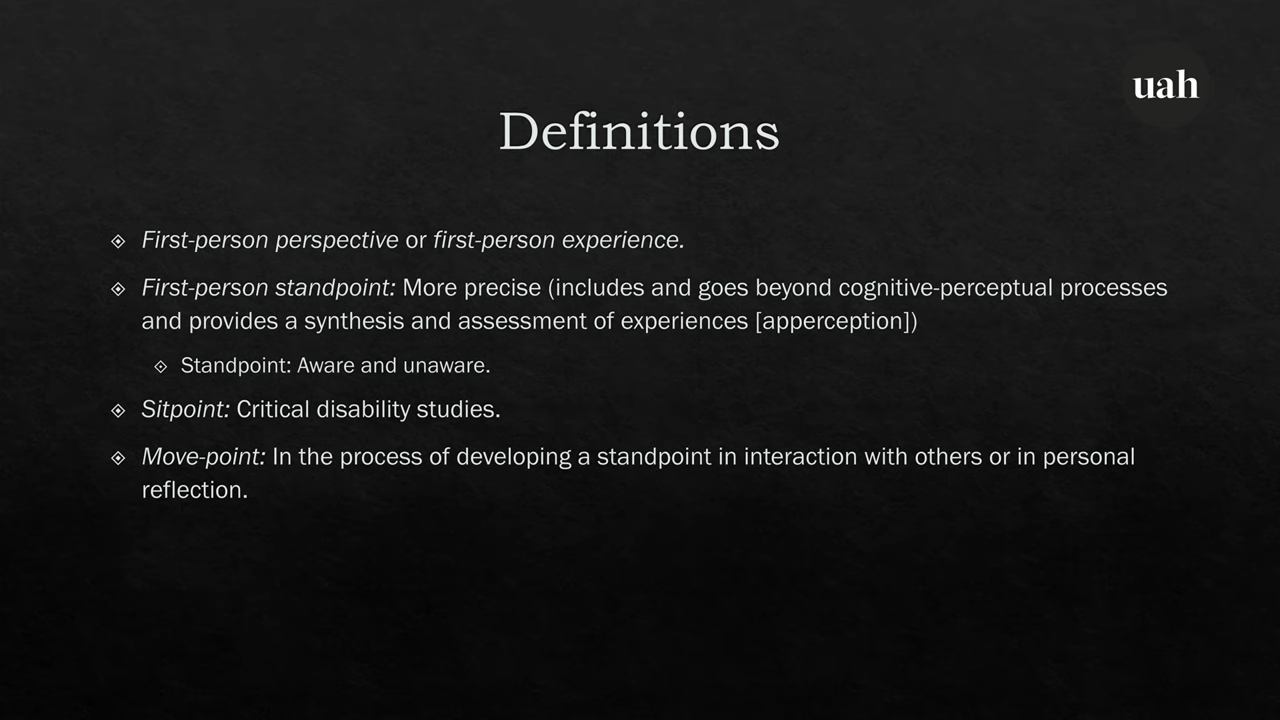 uah
Definitions
First-person perspective or first-person experience.
First-person standpoint: More precise (includes and goes beyond cognitive-perceptual processes
and provides a synthesis and assessment of experiences [apperception])
Standpoint: Aware and unaware.
Sitpoint: Critical disability studies.
Move-point: In the process of developing a standpoint in interaction with others or in personal
reflection.